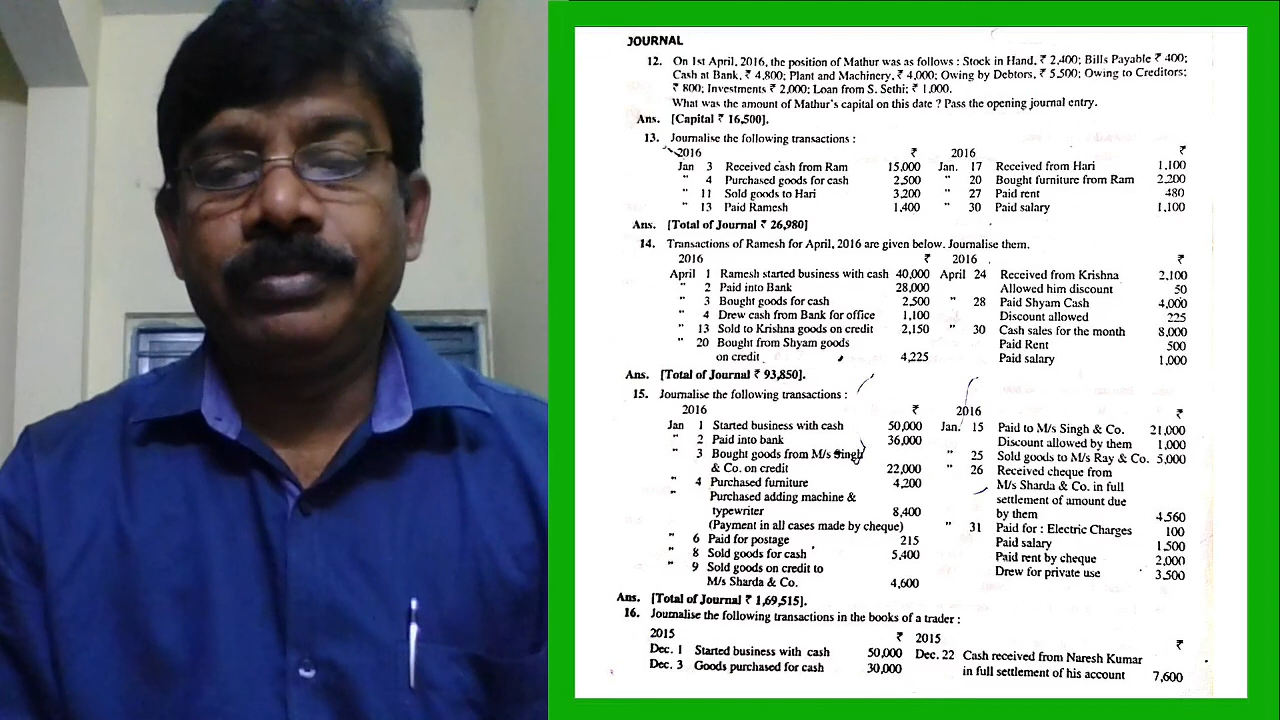 JOURNAL
12. On 1st April, 2016, the position of Mathur was as follows : Stock in Hand, ₹ 2,400; Bills Payable ₹ 400;
Cash at Bank, ₹ 4,800; Plant and Machinery, ₹ 4,000; Owing by Debtors, ₹ 5,500; Owing to Creditors;
₹ 800; Investments ₹ 2,000; Loan from S. Sethi; ₹ 1,000.
What was the amount of Mathur's capital on this date ? Pass the opening journal entry.
Ans. [Capital ₹ 16,500].
13. Journalise the following transactions :
2016 ₹ 2016 ₹
Jan 3 Received cash from Ram 15,000 Jan. 17 Received from Hari 1,100
" 4 Purchased goods for cash 2,500 " 20 Bought furniture from Ram 2,200
" 11 Sold goods to Hari 3,200 " 27 Paid rent 480
" 13 Paid Ramesh 1,400 " 30 Paid salary 1,100
Ans. [Total of Journal ₹ 26,980]
14. Transactions of Ramesh for April, 2016 are given below. Journalise them.
2016 ₹ 2016 ₹
April 1 Ramesh started business with cash 40,000 April 24 Received from Krishna 2,100
" 2 Paid into Bank 28,000 Allowed him discount 50
" 3 Bought goods for cash 2,500 " 28 Paid Shyam Cash 4,000
" 4 Drew cash from Bank for office 1,100 Discount allowed 225
" 13 Sold to Krishna goods on credit 2,150 " 30 Cash sales for the month 8,000
" 20 Bought from Shyam goods Paid Rent 500
on credit 4,225 Paid salary 1,000
Ans. [Total of Journal ₹ 93,850].
15. Journalise the following transactions :
2016 ₹ 2016 ₹
Jan 1 Started business with cash 50,000 Jan. 15 Paid to M/s Singh & Co. 21,000
" 2 Paid into bank 36,000 Discount allowed by them 1,000
" 3 Bought goods from M/s Singh " 25 Sold goods to M/s Ray & Co. 5,000
& Co. on credit 22,000 " 26 Received cheque from
" 4 Purchased furniture 4,200 M/s Sharda & Co. in full
" Purchased adding machine & settlement of amount due
typewriter 8,400 by them 4,560
(Payment in all cases made by cheque) " 31 Paid for : Electric Charges 100
" 6 Paid for postage 215 Paid salary 1,500
" 8 Sold goods for cash 5,400 Paid rent by cheque 2,000
" 9 Sold goods on credit to Drew for private use 3,500
M/s Sharda & Co. 4,600
Ans. [Total of Journal ₹ 1,69,515].
16. Journalise the following transactions in the books of a trader :
2015 ₹ 2015 ₹
Dec. 1 Started business with cash 50,000 Dec. 22 Cash received from Naresh Kumar
Dec. 3 Goods purchased for cash 30,000 in full settlement of his account 7,600